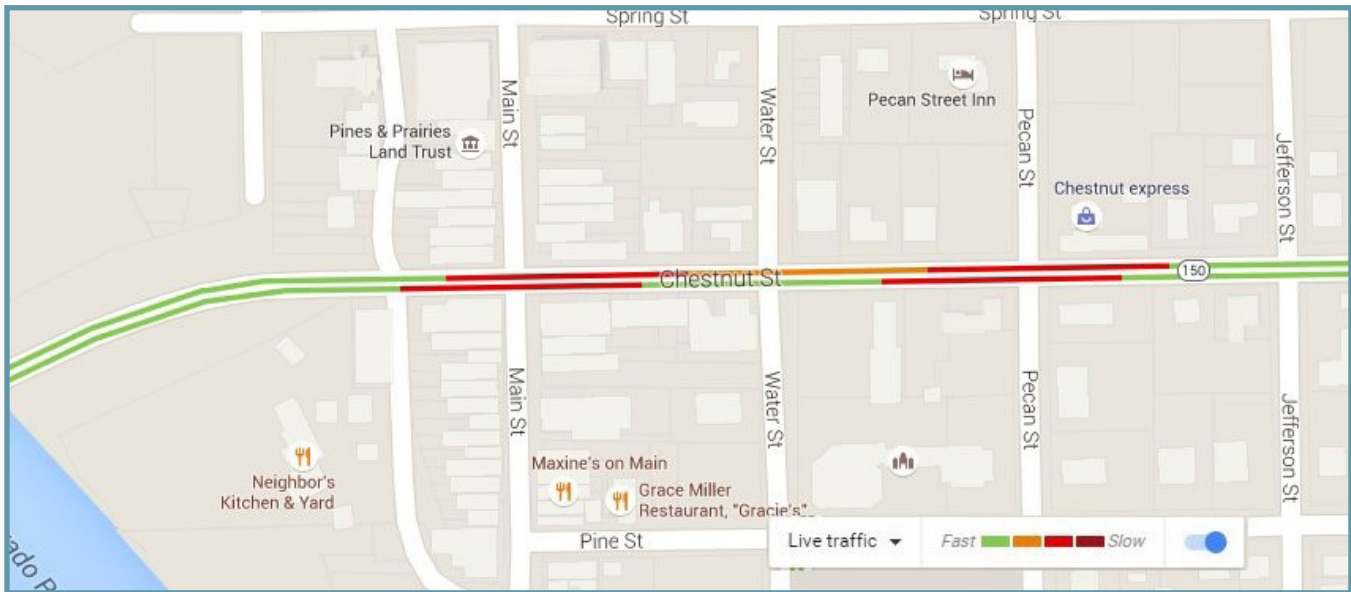 Spring St
Spring St
Main St
Water St
Pecan Street Inn
Pecan St
Jefferson St
Pines & Prairies
Land Trust
Chestnut express
Chestnut St
150
Main St
Water St
Pecan St
Jefferson St
Neighbor's
Kitchen & Yard
Maxine's on Main
Grace Miller
Restaurant, "Gracie's"
Pine St
Live traffic
Fast
Slow